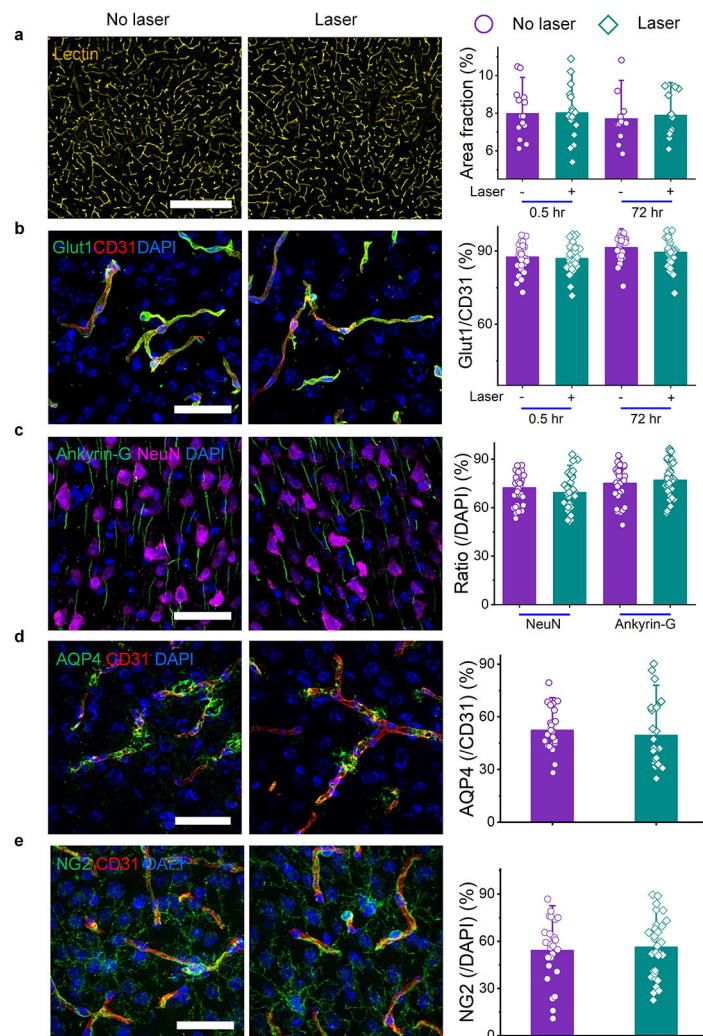 No laser
Laser
No laser
Laser
a
Lectin
Area fraction (%)
10
8
6
Laser
-
+
-
+
0.5 hr
72 hr
b
Glut1 CD31 DAPI
Glut1/CD31 (%)
90
60
Laser
-
+
-
+
0.5 hr
72 hr
c
Ankyrin-G NeuN DAPI
Ratio (/DAPI) (%)
90
60
30
0
NeuN
Ankyrin-G
d
AQP4 CD31 DAPI
AQP4 (/CD31) (%)
90
60
30
0
e
NG2 CD31 DAPI
NG2 (/DAPI) (%)
90
60
30
0